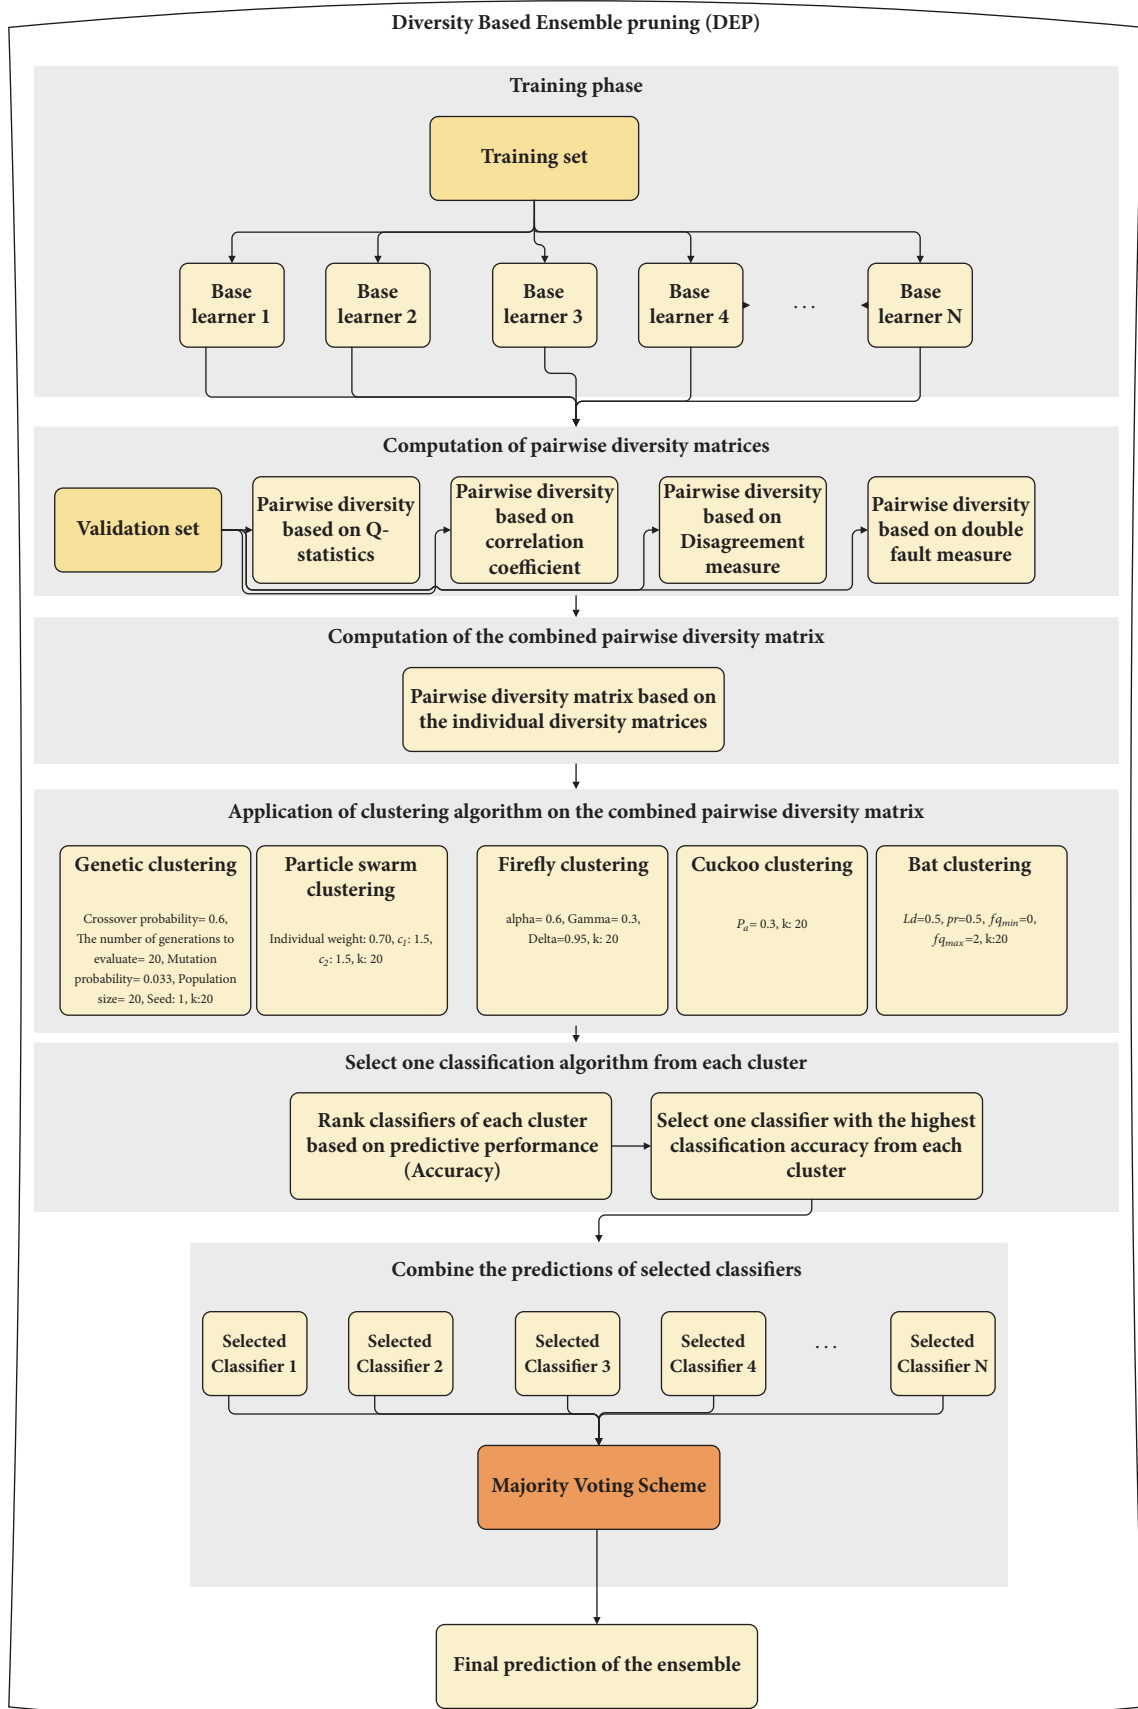 Diversity Based Ensemble pruning (DEP)
Training phase
Training set
Base
learner 1
Base
learner 2
Base
learner 3
Base
learner 4
...
Base
learner N
Computation of pairwise diversity matrices
Validation set
Pairwise diversity
based on Q-
statistics
Pairwise diversity
based on
correlation
coefficient
Pairwise diversity
based on
Disagreement
measure
Pairwise diversity
based on double
fault measure
Computation of the combined pairwise diversity matrix
Pairwise diversity matrix based on
the individual diversity matrices
Application of clustering algorithm on the combined pairwise diversity matrix
Genetic clustering
Crossover probability= 0.6,
The number of generations to
evaluate= 20, Mutation
probability= 0.033, Population
size= 20, Seed: 1, k:20
Particle swarm
clustering
Individual weight: 0.70, c1: 1.5,
c2: 1.5, k: 20
Firefly clustering
alpha= 0.6, Gamma= 0.3,
Delta=0.95, k: 20
Cuckoo clustering
Pa= 0.3, k: 20
Bat clustering
Ld=0.5, pr=0.5, fqmin=0,
fqmax=2, k:20
Select one classification algorithm from each cluster
Rank classifiers of each cluster
based on predictive performance
(Accuracy)
Select one classifier with the highest
classification accuracy from each
cluster
Combine the predictions of selected classifiers
Selected
Classifier 1
Selected
Classifier 2
Selected
Classifier 3
Selected
Classifier 4
...
Selected
Classifier N
Majority Voting Scheme
Final prediction of the ensemble